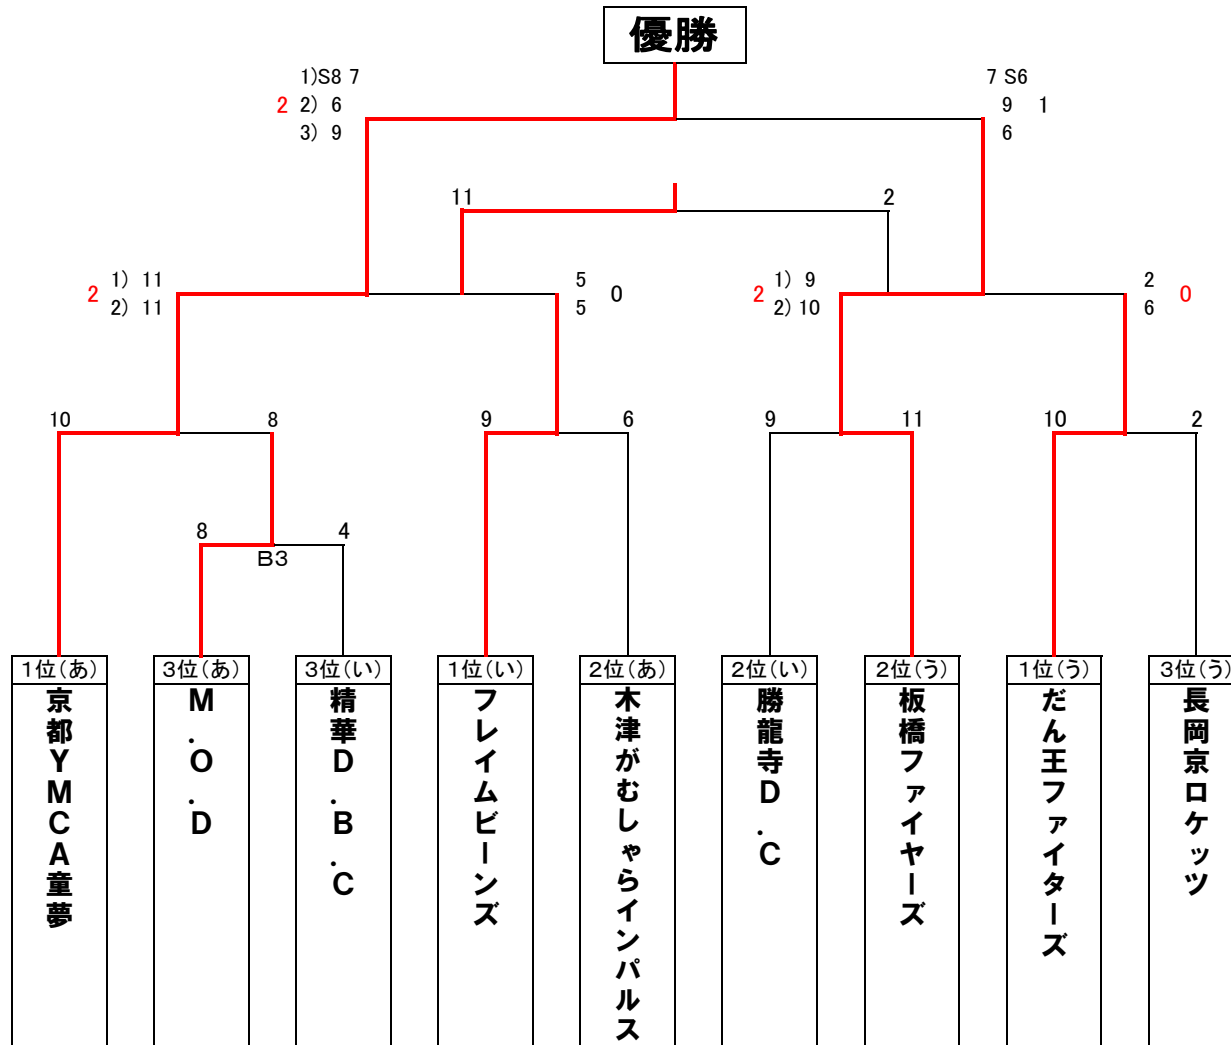 優勝
1)S8 7
7 S6
2 2) 6
9 1
3) 9
6
11
2
1) 11
5
1) 9
2
2
0
2
0
2) 11
5
2) 10
6
10
8
9
6
9
11
10
2
8
4
B3
1位(あ)
3位(あ)
3位(い)
1位(い)
2位(あ)
2位(い)
2位(う)
1位(う)
3位(う)
京都YMCA童夢
M.O.D
精華D.B.C
フレイムビーンズ
木津がむしゃらインパルス
勝龍寺D.C
板橋ファイヤーズ
だん王ファイターズ
長岡京ロケッツ